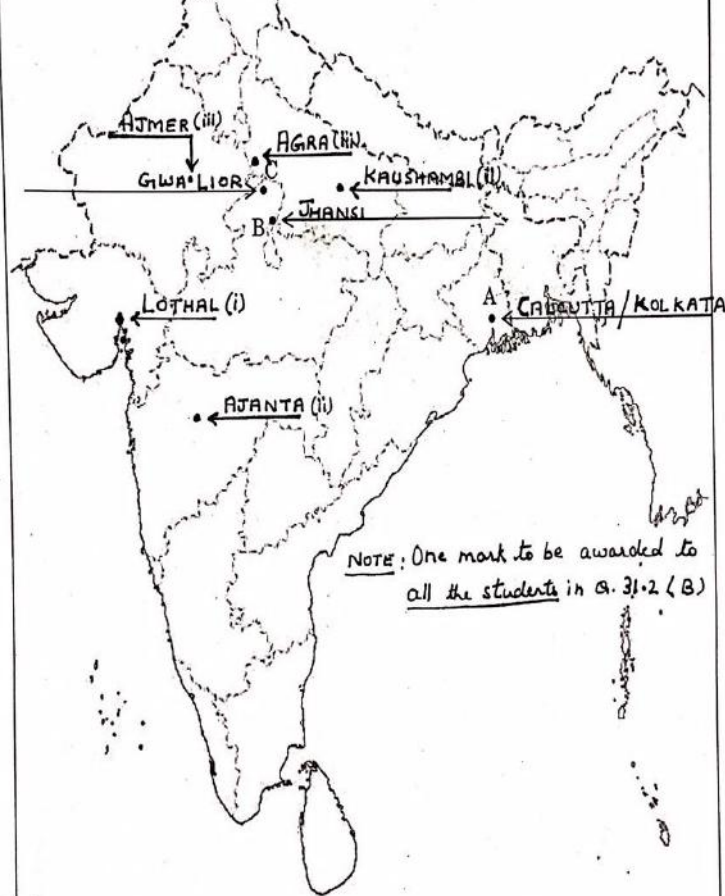 AJMER (iii)
AGRA (iii)
C
GWALIOR
KAUSHAMBI (ii)
B
JHANSI
LOTHAL (i)
A
CALCUTTA / KOLKATA
AJANTA (ii)
NOTE: One mark to be awarded to
all the students in Q. 31.2 (B)